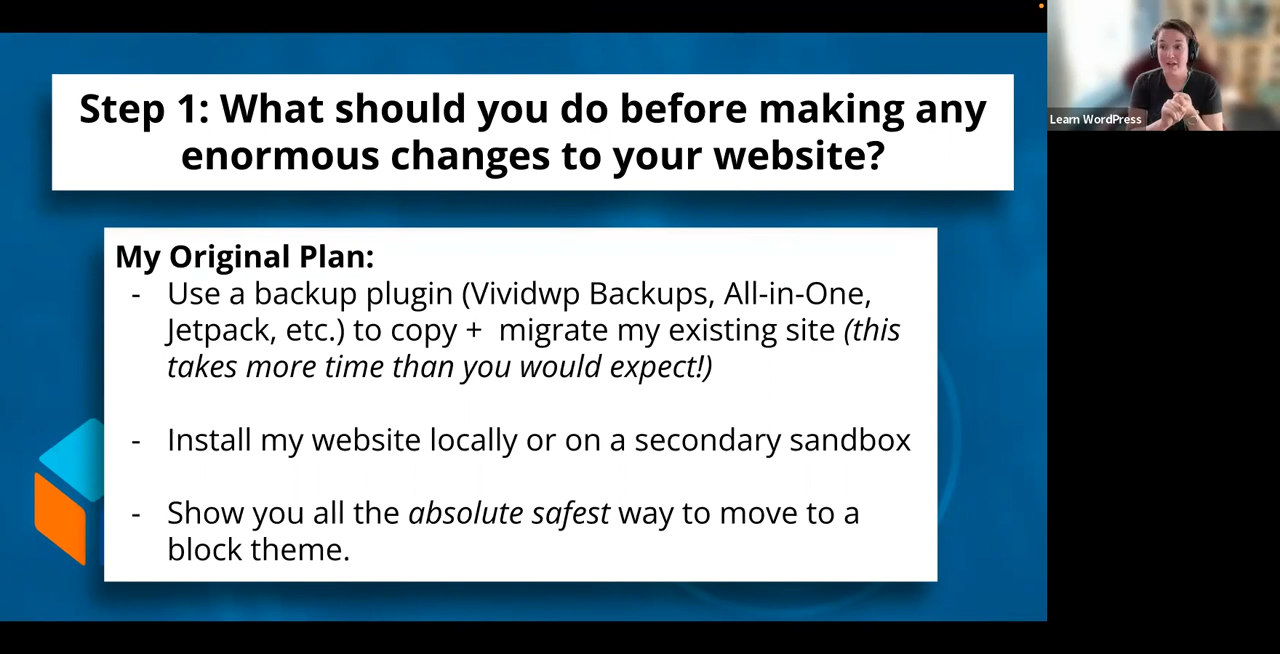 Step 1: What should you do before making any
enormous changes to your website?
My Original Plan:
- Use a backup plugin (Vividwp Backups, All-in-One,
Jetpack, etc.) to copy + migrate my existing site (this
takes more time than you would expect!)
- Install my website locally or on a secondary sandbox
- Show you all the absolute safest way to move to a
block theme.
Learn WordPress